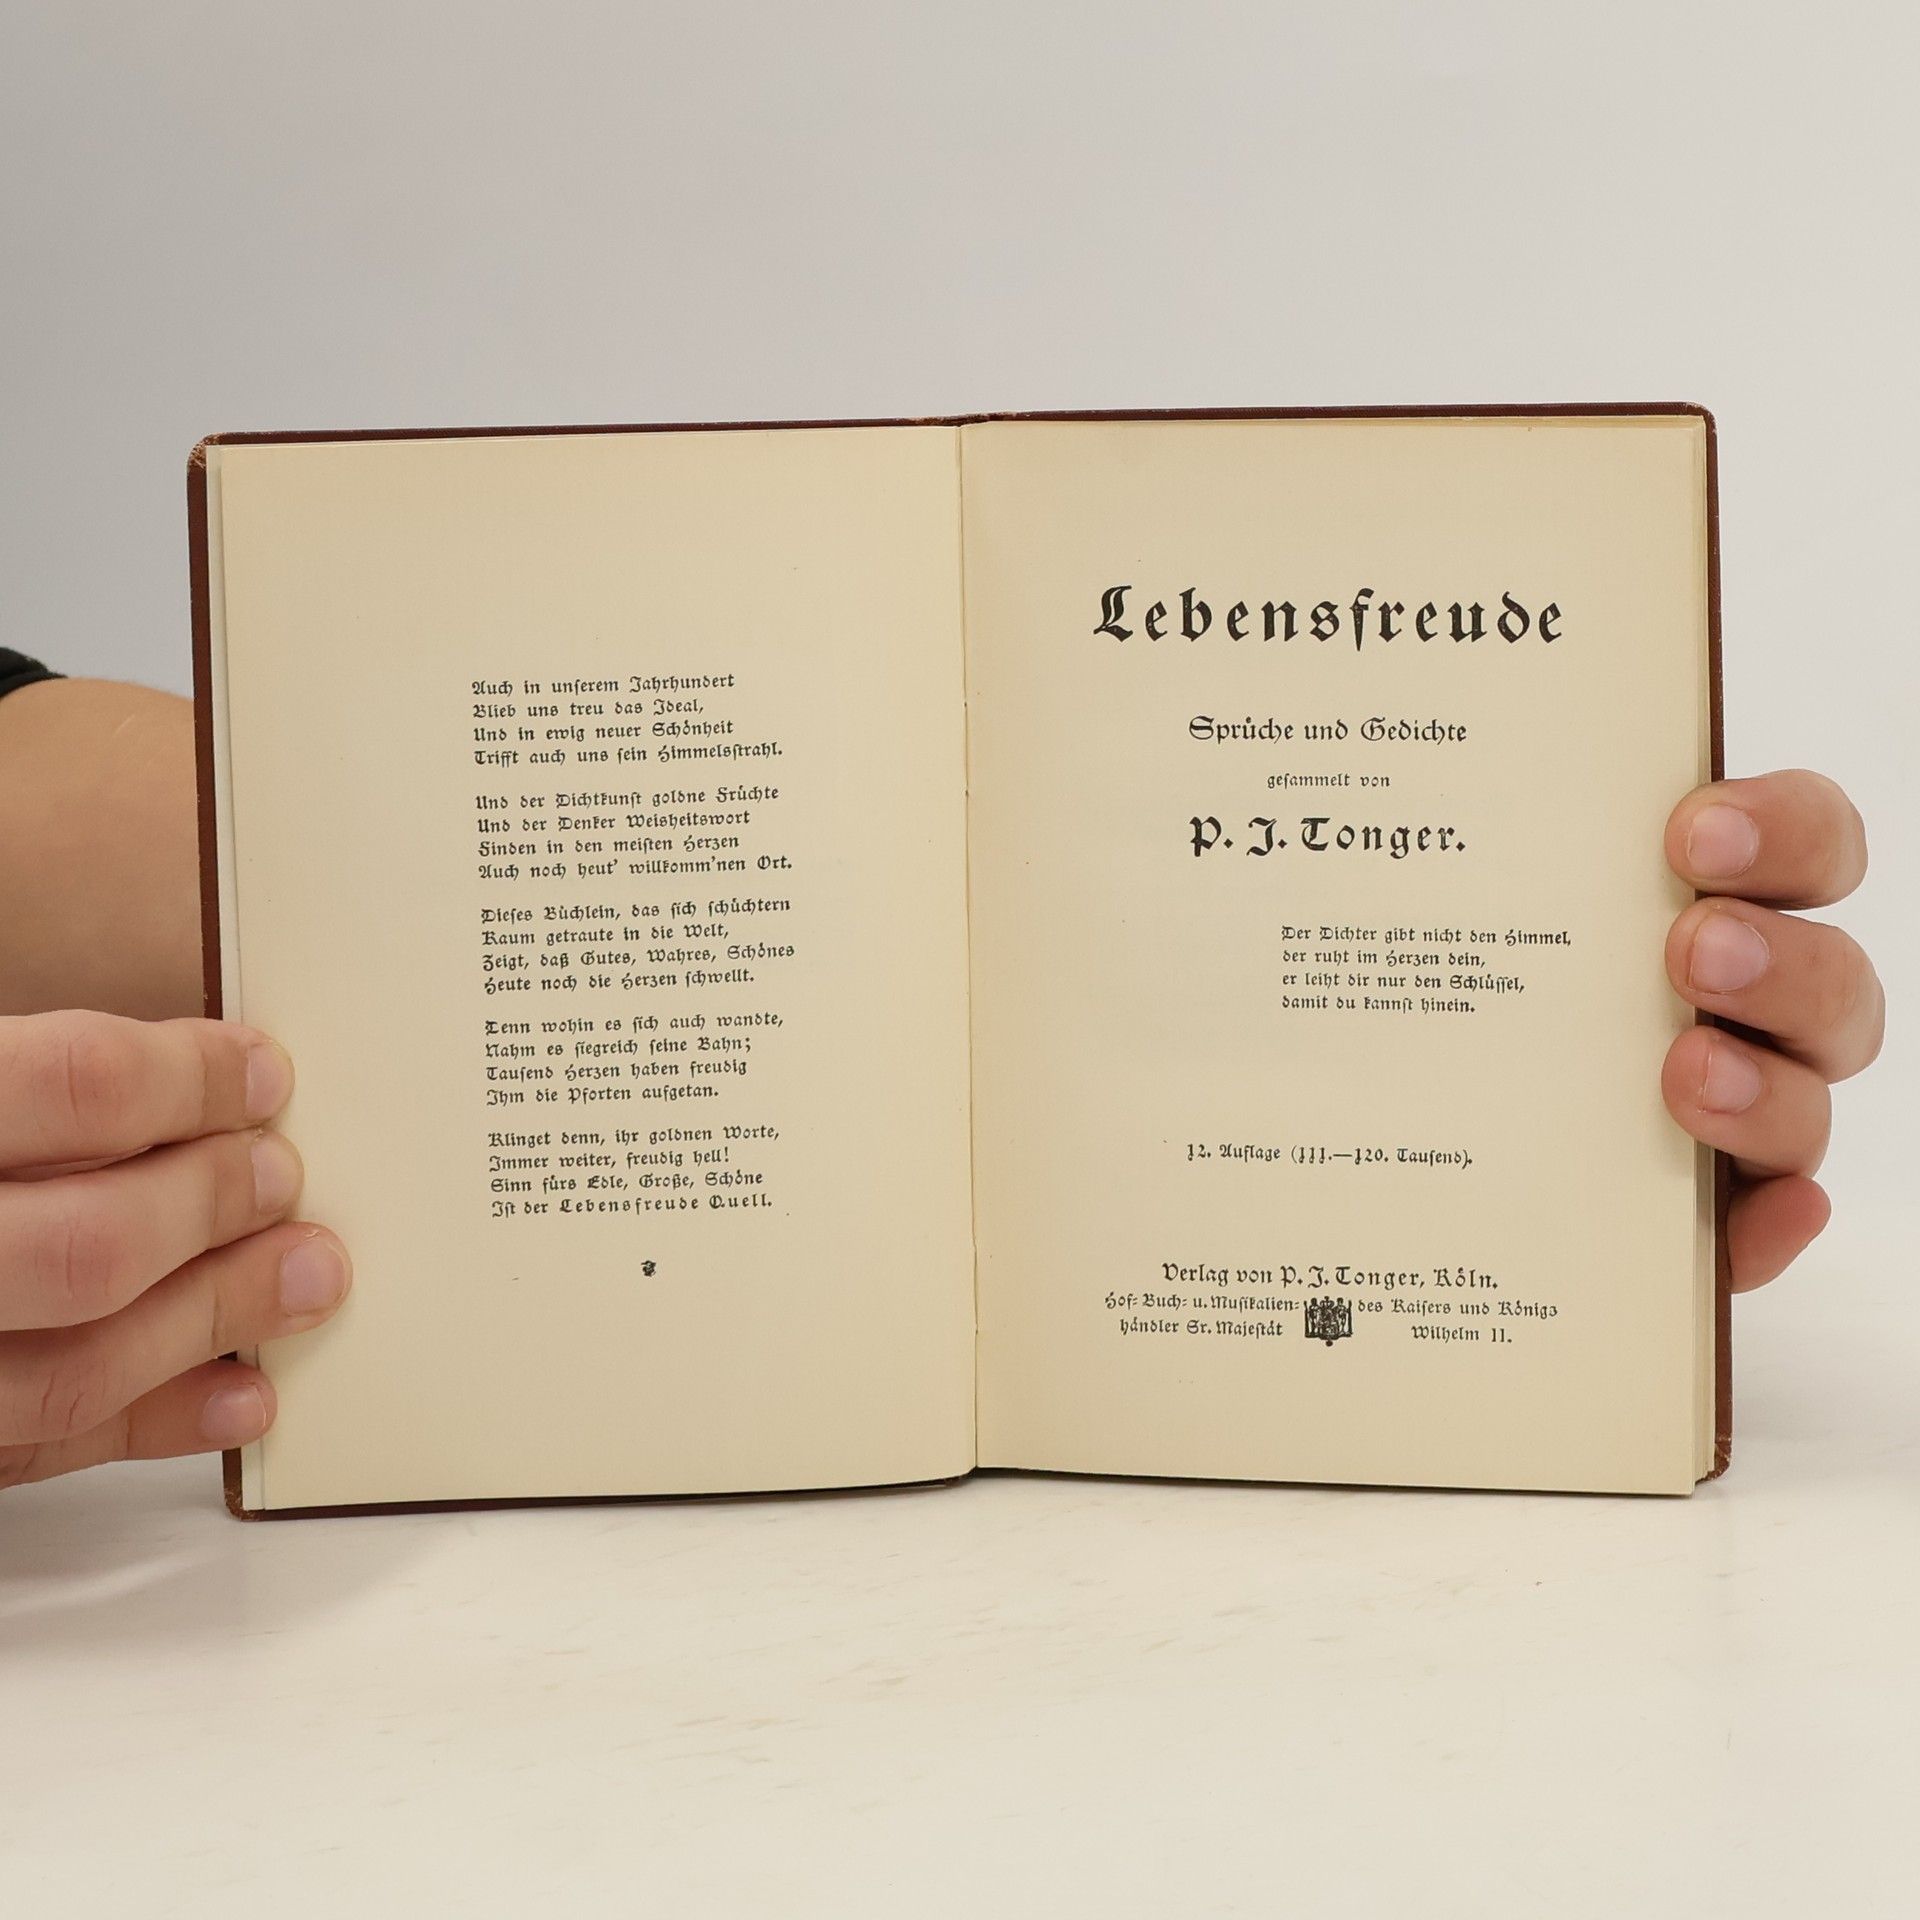 Auch in unſerem Jahrhundert
Blieb uns treu das Ideal,
Und in ewig neuer Schönheit
Trifft auch uns ſein Himmelsſtrahl.
Und der Dichtkunſt goldne Früchte
Und der Denker Weisheitswort
Finden in den meiſten Herzen
Auch noch heut' willkomm'nen Ort.
Dieſes Büchlein, das ſich ſchüchtern
Kaum getraute in die Welt,
Zeigt, daß Gutes, Wahres, Schönes
Heute noch die Herzen ſchwellt.
Denn wohin es ſich auch wandte,
Nahm es ſiegreich ſeine Bahn;
Tauſend Herzen haben freudig
Ihm die Pforten aufgetan.
Klinget denn, ihr goldnen Worte,
Immer weiter, freudig hell!
Sinn fürs Edle, Große, Schöne
Iſt der Lebensfreude Quell.
Lebensfreude
Sprüche und Gedichte
geſammelt von
P. J. Tonger.
Der Dichter gibt nicht den Himmel,
der ruht im Herzen dein,
er leiht dir nur den Schlüſſel,
damit du kannſt hinein.
12. Auflage (111.—120. Tauſend).
Verlag von P. J. Tonger, Köln.
Hof- Buch- u. Muſikalien- des Kaiſers und Königs
händler Sr. Majeſtät Wilhelm II.